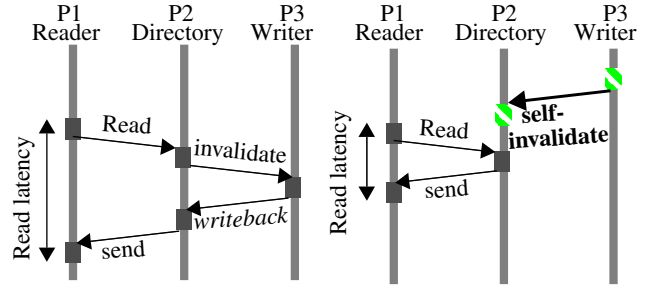 P1 P2 P3
Reader Directory Writer
Read
invalidate
writeback
send
Read latency
P1 P2 P3
Reader Directory Writer
self-
invalidate
Read
send
Read latency